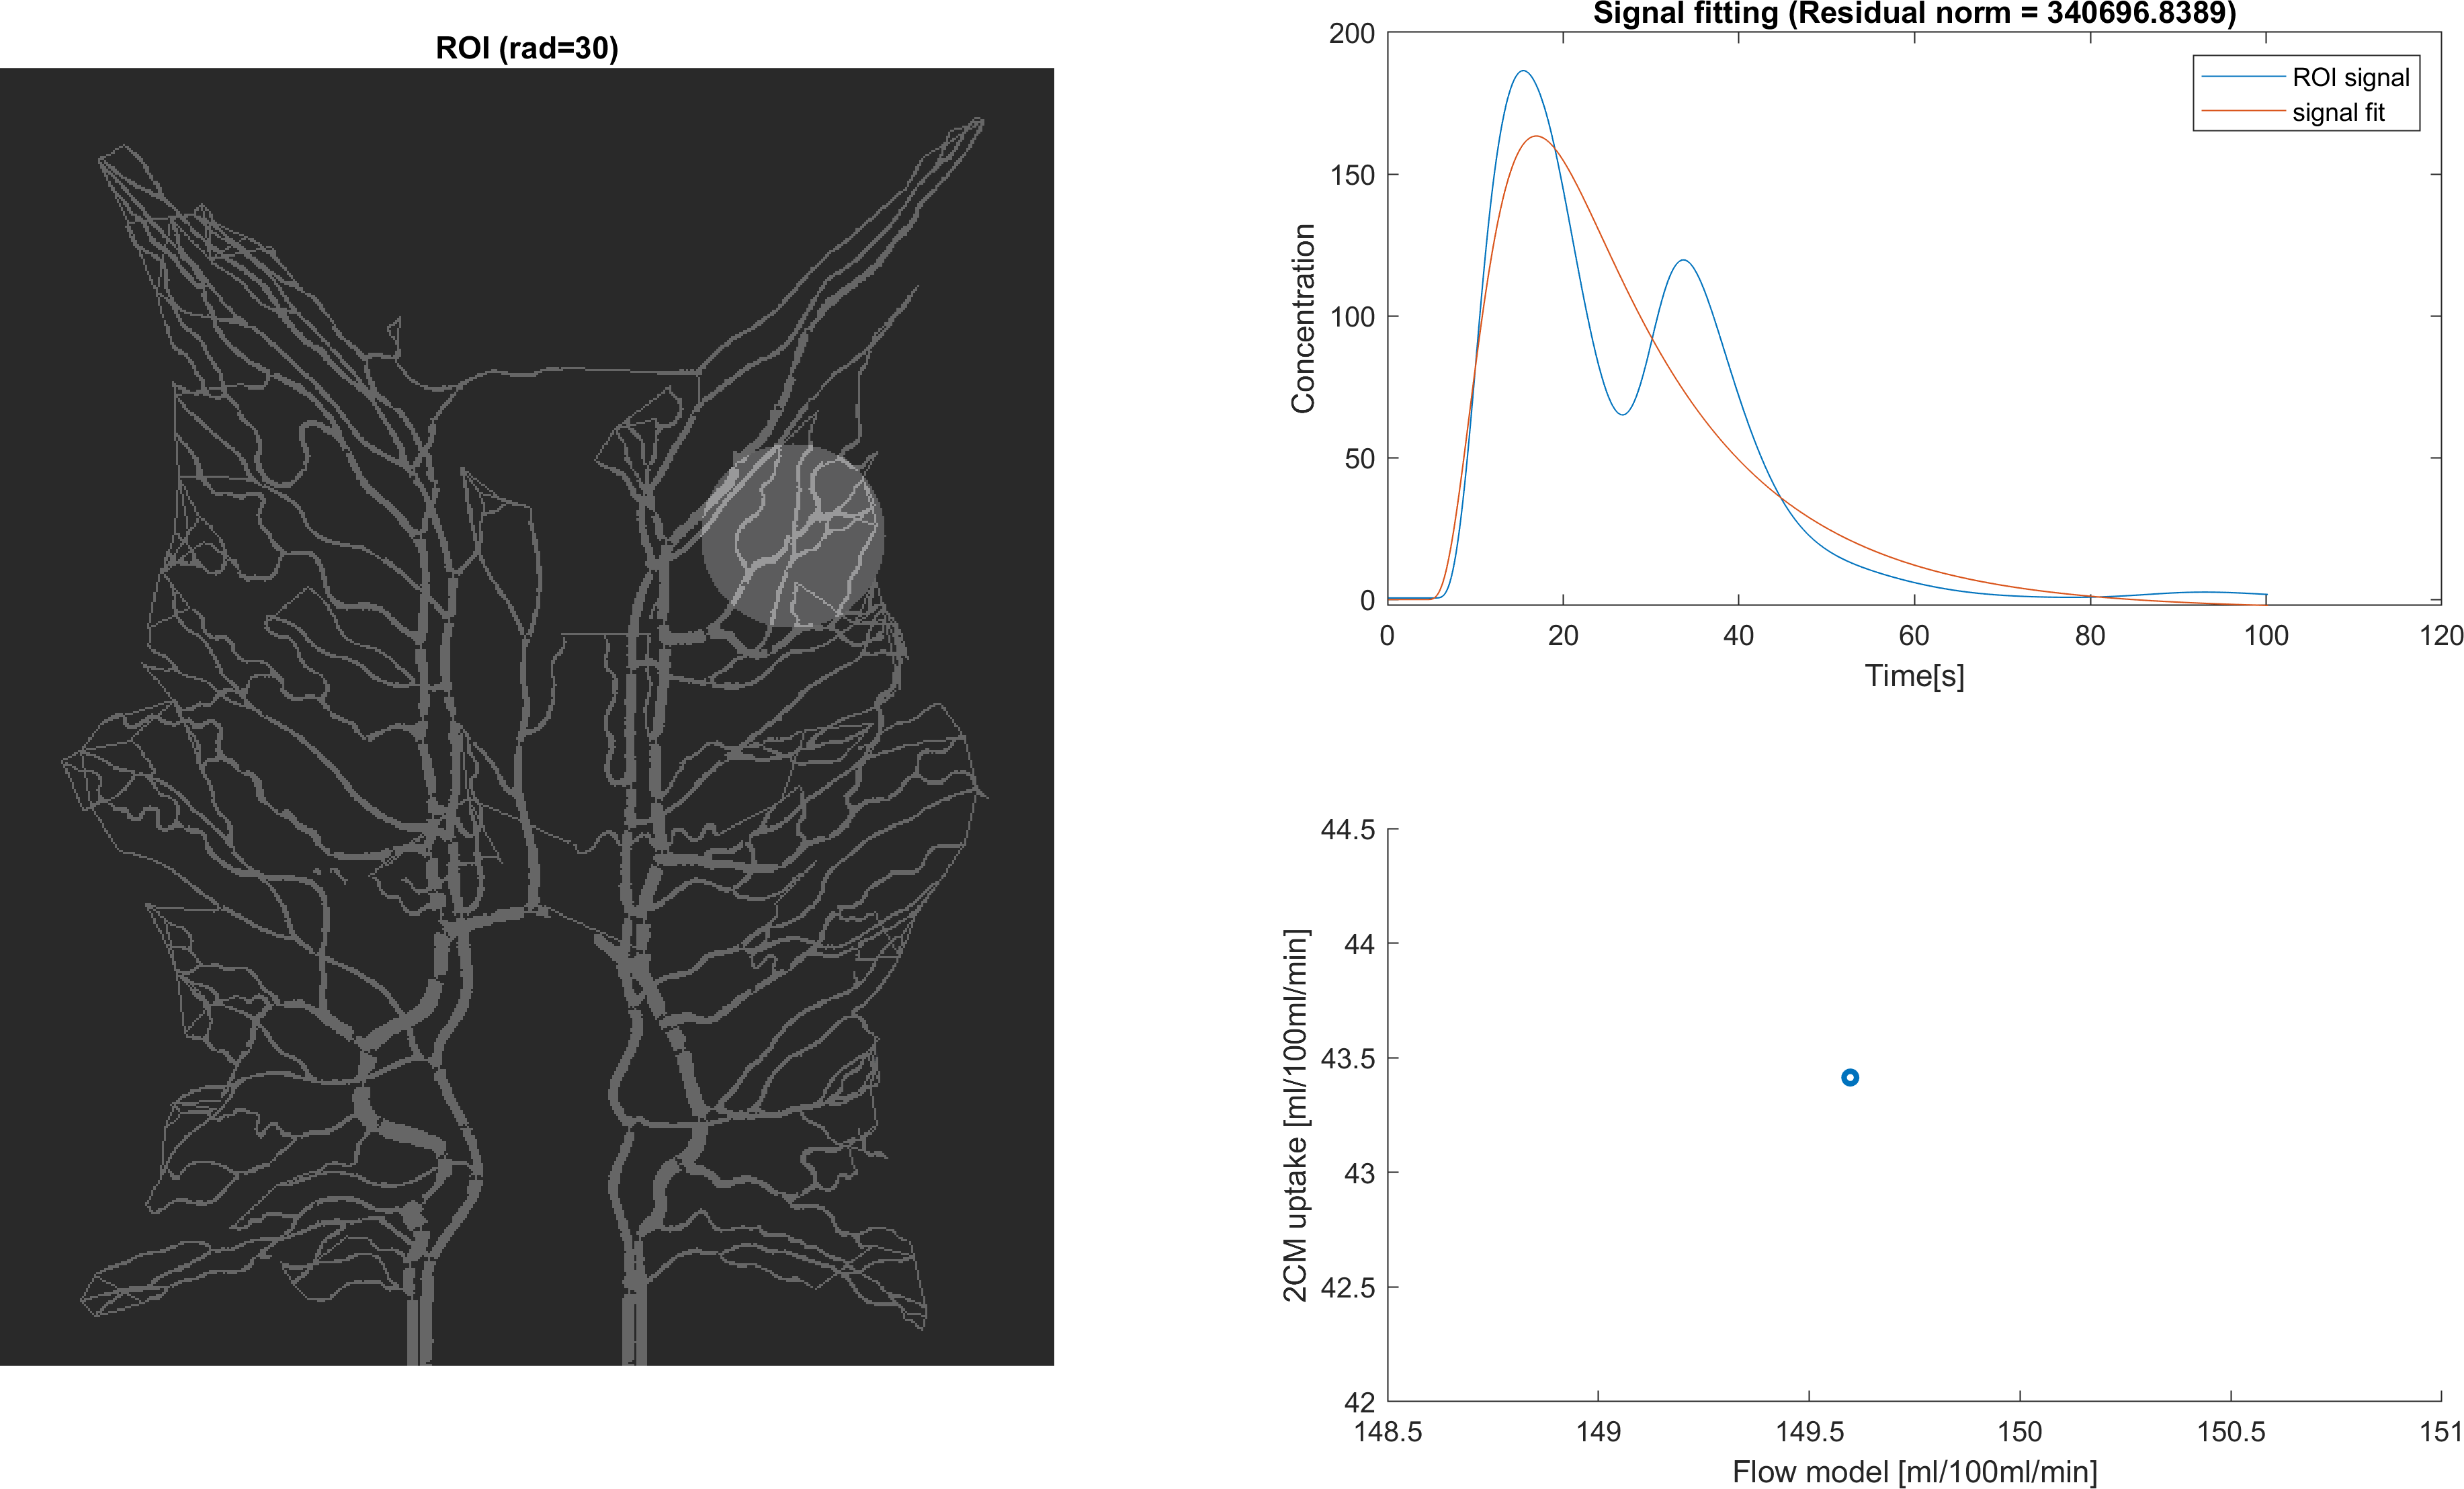 ROI (rad=30)
Signal fitting (Residual norm = 340696.8389)
200
150
100
50
0
Concentration
ROI signal
signal fit
0 20 40 60 80 100 120
Time[s]
44.5
44
43.5
43
42.5
42
2CM uptake [ml/100ml/min]
148.5 149 149.5 150 150.5 151
Flow model [ml/100ml/min]